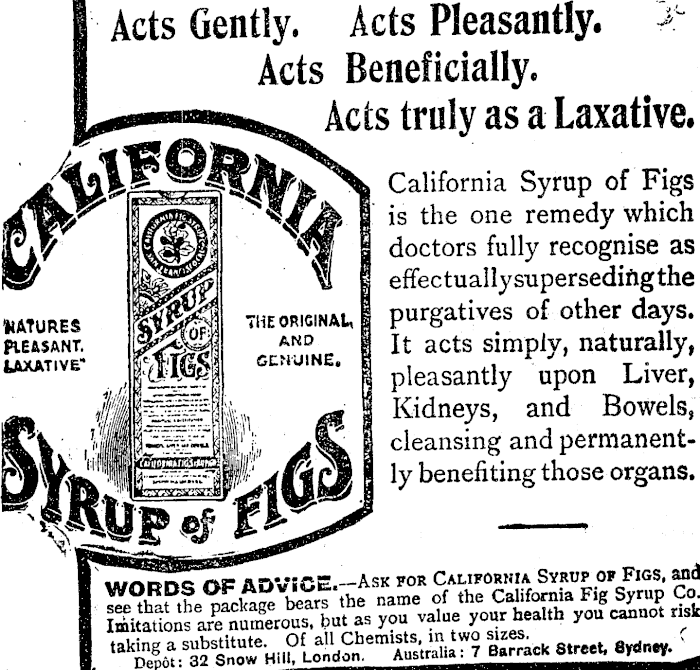 Acts Gently. Acts Pleasantly.
Acts Beneficially.
Acts truly as a Laxative.
CALIFORNIA
SYRUP
OF
FIGS
"NATURES
PLEASANT.
LAXATIVE"
THE ORIGINAL,
AND
GENUINE.
SYRUP of FIGS
California Syrup of Figs
is the one remedy which
doctors fully recognise as
effectually superseding the
purgatives of other days.
It acts simply, naturally,
pleasantly upon Liver,
Kidneys, and Bowels,
cleansing and permanent-
ly benefiting those organs.
WORDS OF ADVICE.—ASK FOR CALIFORNIA SYRUP OF FIGS, and
see that the package bears the name of the California Fig Syrup Co.
Imitations are numerous, but as you value your health you cannot risk
taking a substitute. Of all Chemists, in two sizes.
Depôt: 32 Snow Hill, London. Australia: 7 Barrack Street, Sydney.